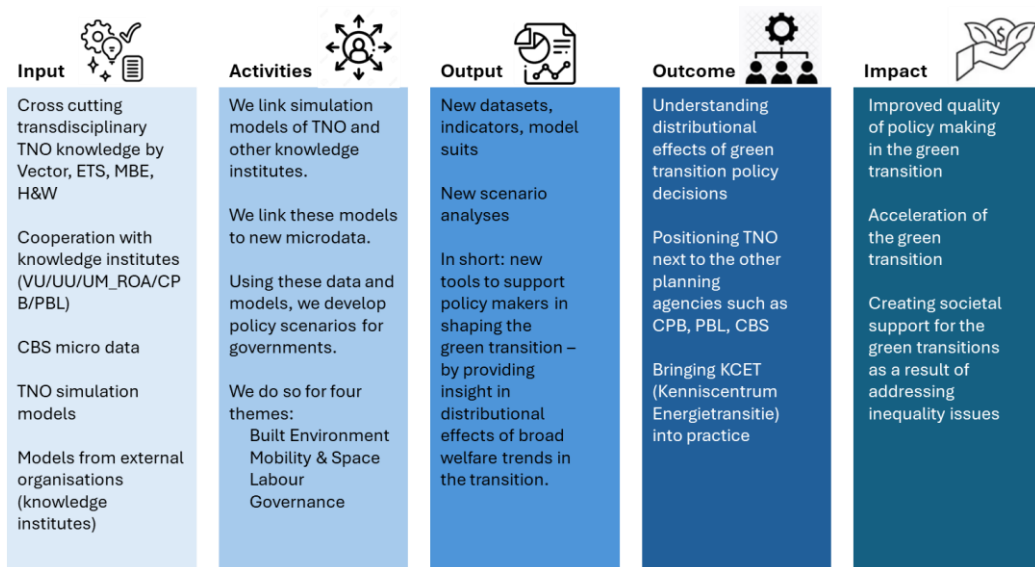 Input
Cross cutting
transdisciplinary
TNO knowledge by
Vector, ETS, MBE,
H&W
Cooperation with
knowledge institutes
(VU/UU/UM_ROA/CP
B/PBL)
CBS micro data
TNO simulation
models
Models from external
organisations
(knowledge
institutes)
Activities
We link simulation
models of TNO and
other knowledge
institutes.
We link these models
to new microdata.
Using these data and
models, we develop
policy scenarios for
governments.
We do so for four
themes:
Built Environment
Mobility & Space
Labour
Governance
Output
New datasets,
indicators, model
suits
New scenario
analyses
In short: new
tools to support
policy makers in
shaping the
green transition –
by providing
insight in
distributional
effects of broad
welfare trends in
the transition.
Outcome
Understanding
distributional
effects of green
transition policy
decisions
Positioning TNO
next to the other
planning
agencies such as
CPB, PBL, CBS
Bringing KCET
(Kenniscentrum
Energietransitie)
into practice
$
Impact
Improved quality
of policy making
in the green
transition
Acceleration of
the green
transition
Creating societal
support for the
green transitions
as a result of
addressing
inequality issues